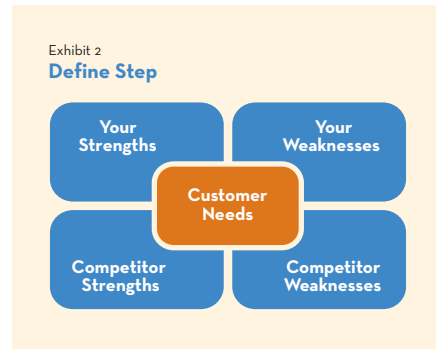 Exhibit 2
Define Step
Your
Strengths
Your
Weaknesses
Customer
Needs
Competitor
Strengths
Competitor
Weaknesses